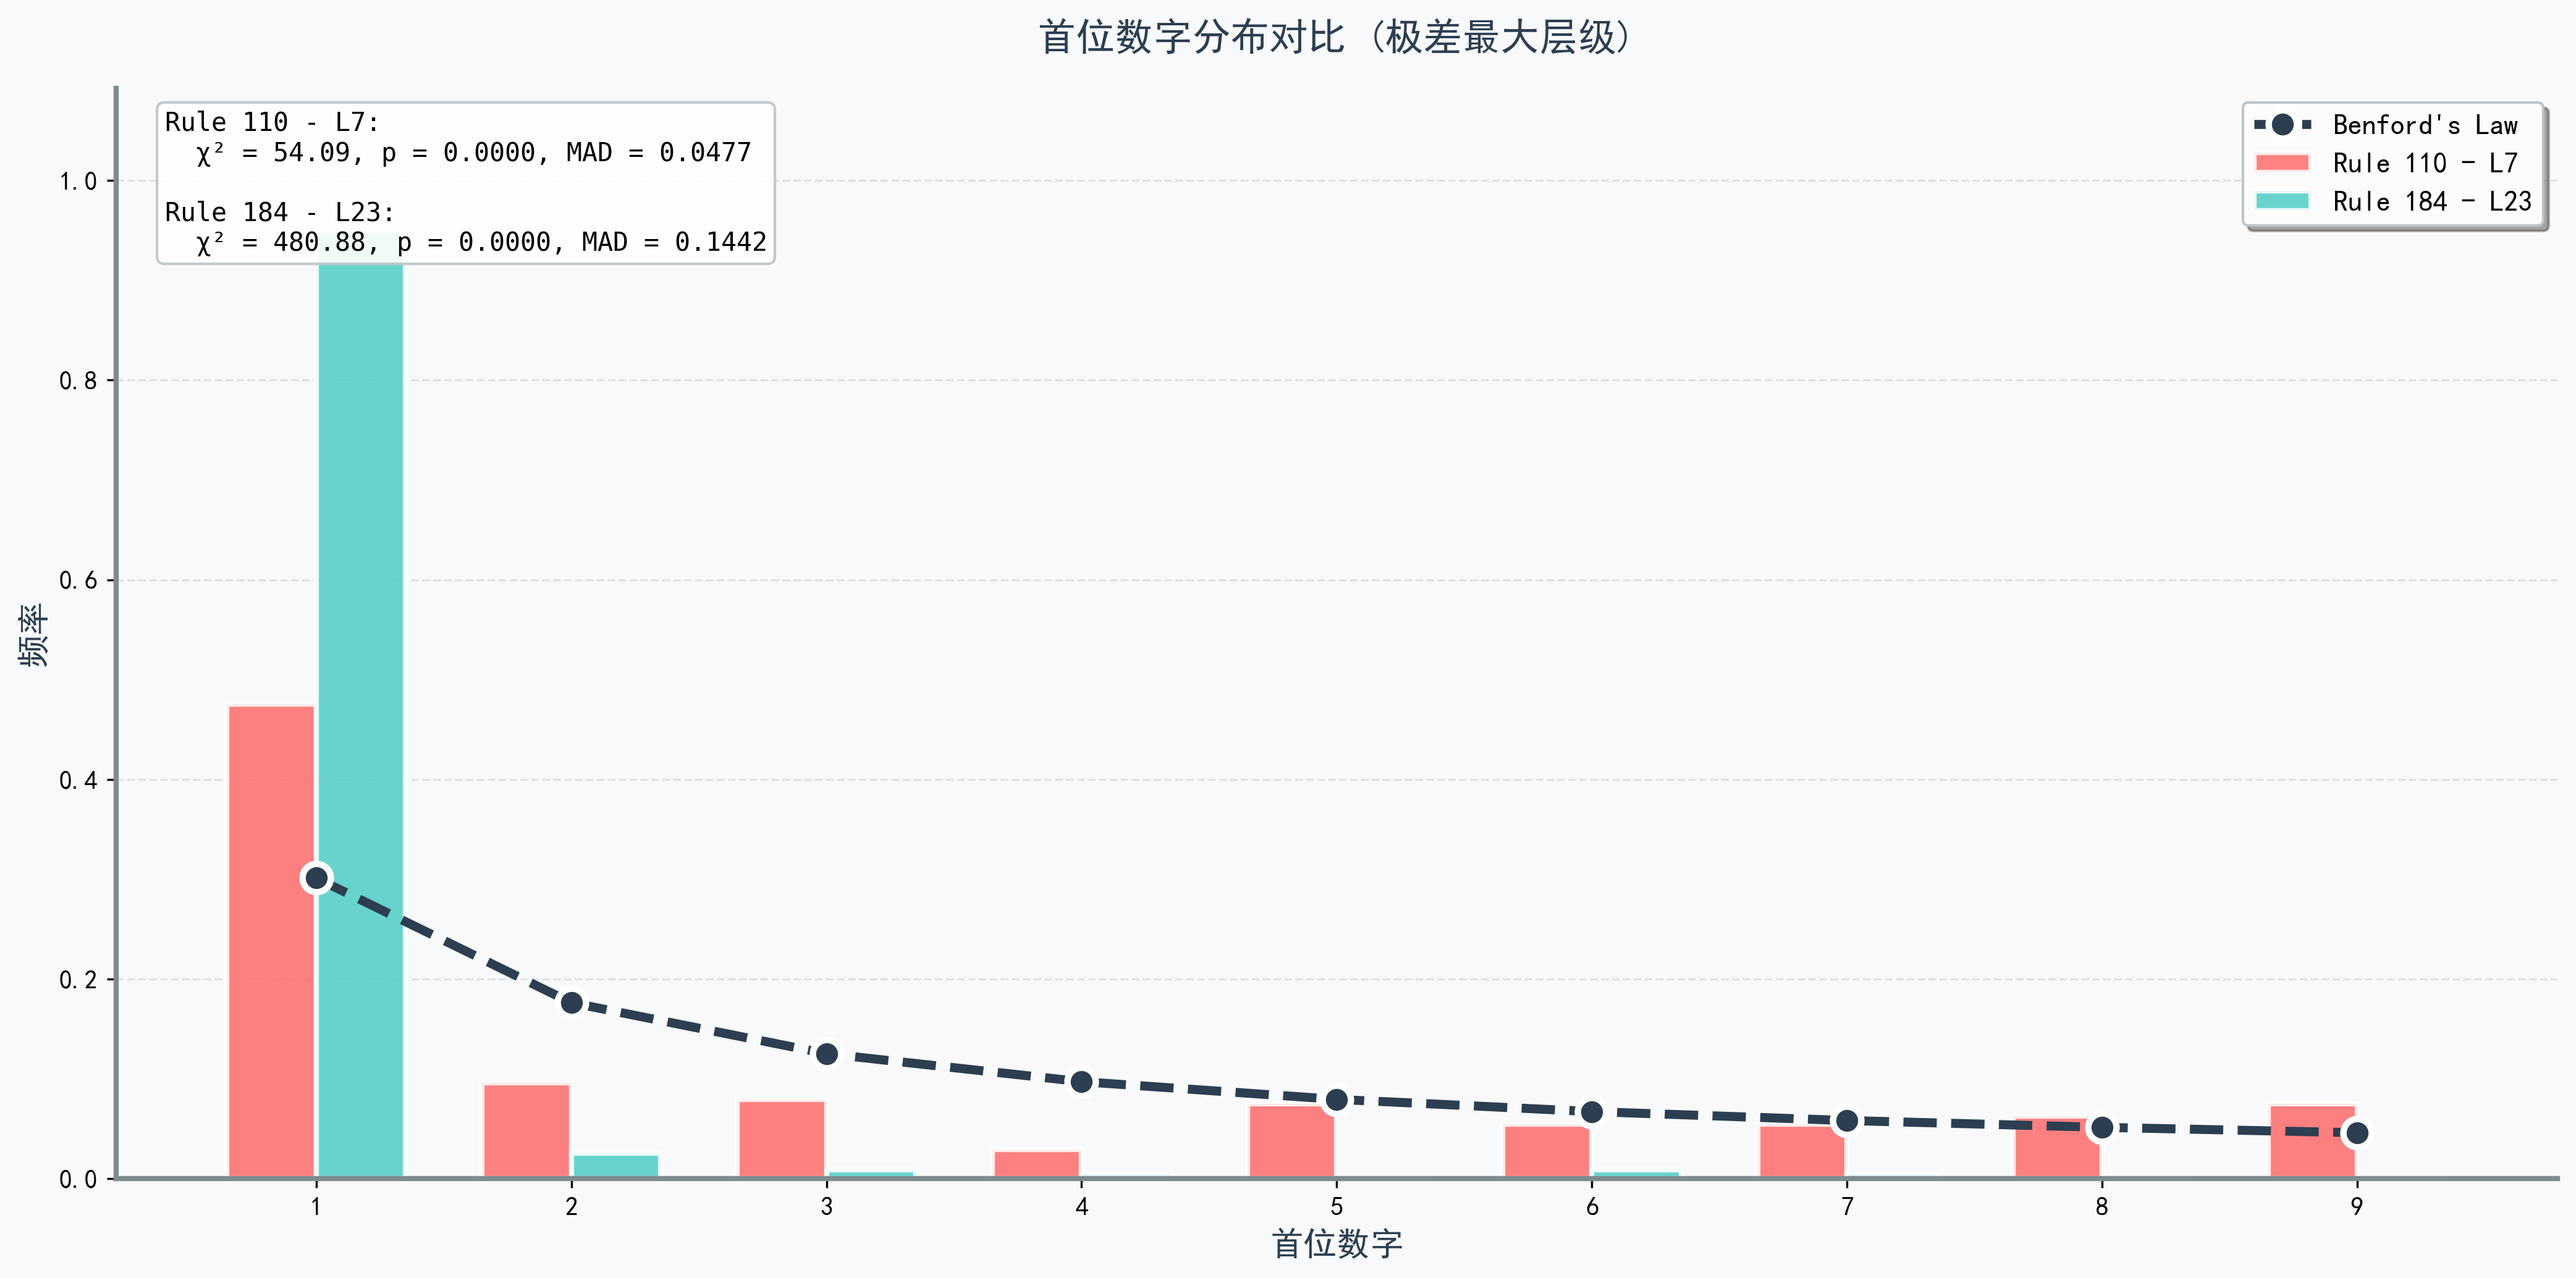 首位数字分布对比 (极差最大层级)
Rule 110 - L7:
χ² = 54.09, p = 0.0000, MAD = 0.0477
Rule 184 - L23:
χ² = 480.88, p = 0.0000, MAD = 0.1442
Benford's Law
Rule 110 - L7
Rule 184 - L23
频率
1.0
0.8
0.6
0.4
0.2
0.0
1 2 3 4 5 6 7 8 9
首位数字